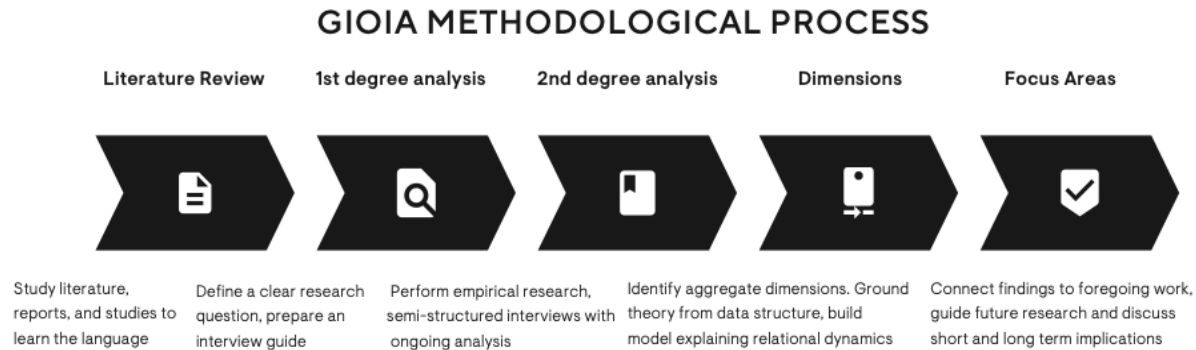 GIOIA METHODOLOGICAL PROCESS
Literature Review
1st degree analysis
2nd degree analysis
Dimensions
Focus Areas
Study literature,
reports, and studies to
learn the language
Define a clear research
question, prepare an
interview guide
Perform empirical research,
semi-structured interviews with
ongoing analysis
Identify aggregate dimensions. Ground
theory from data structure, build
model explaining relational dynamics
Connect findings to foregoing work,
guide future research and discuss
short and long term implications